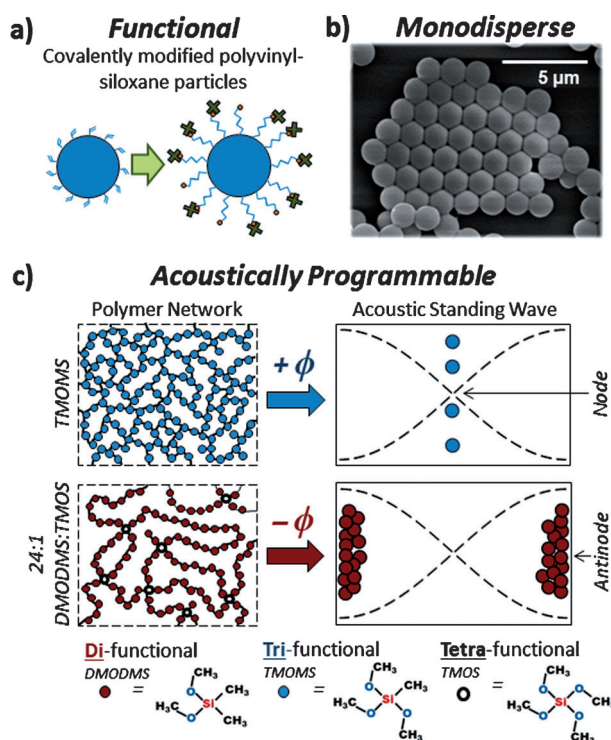 a)
Functional
Covalently modified polyvinyl-
siloxane particles
b)
Monodisperse
5 µm
c)
Acoustically Programmable
Polymer Network
Acoustic Standing Wave
TMOMS
+ ϕ
Node
24:1
DMODMS:TMOS
− ϕ
Antinode
Di-functional
DMODMS
=
H₃C
O
Si
CH₃
H₃C
O
CH₃
Tri-functional
TMOMS
=
CH₃
O
Si
CH₃
H₃C
O
O
CH₃
Tetra-functional
TMOS
=
CH₃
O
Si
O
CH₃
H₃C
O
O
CH₃